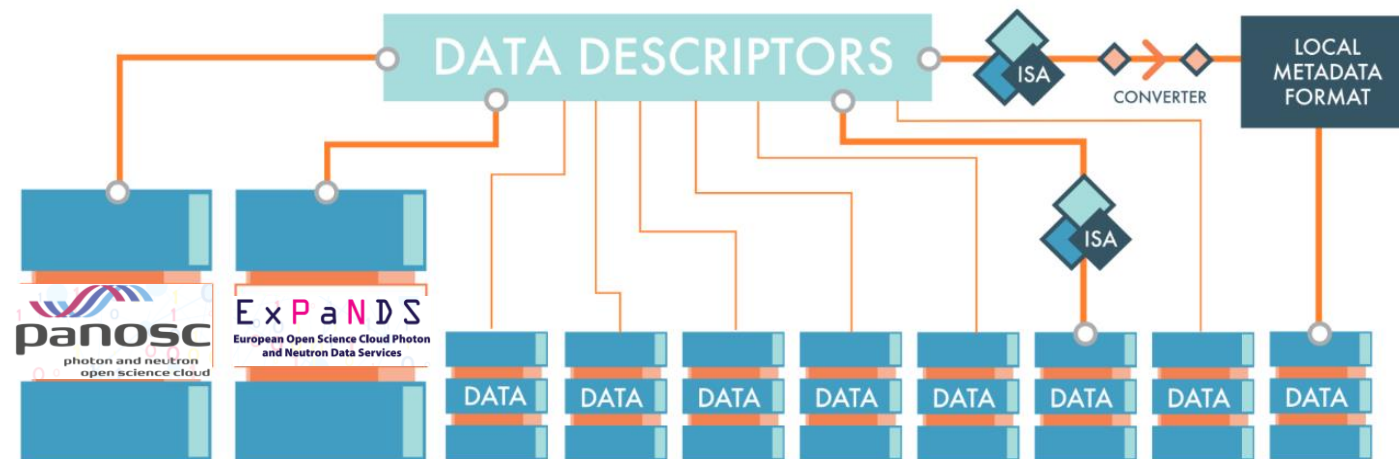 DATA DESCRIPTORS
ISA
CONVERTER
LOCAL
METADATA
FORMAT
ISA
panosc
photon and neutron
open science cloud
ExPaNDS
European Open Science Cloud Photon
and Neutron Data Services
DATA
DATA
DATA
DATA
DATA
DATA
DATA
DATA